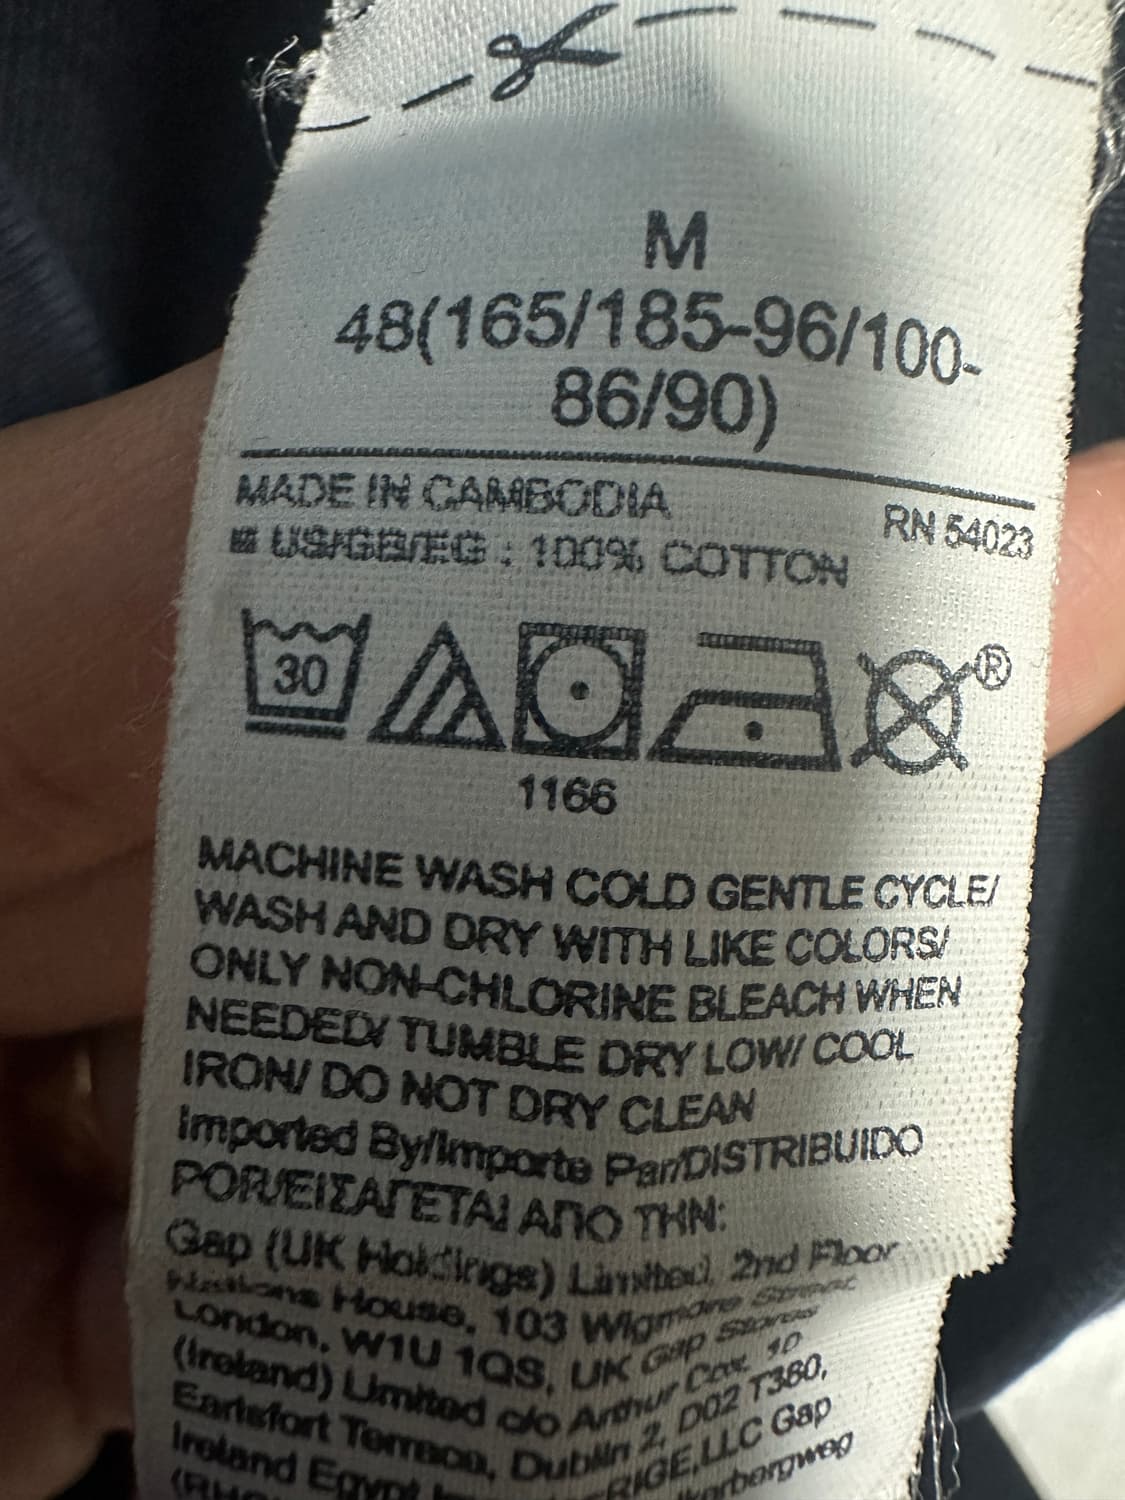 M
48(165/185-96/100-
86/90)
MADE IN CAMBODIA
RN 54023
US/GB/EG : 100% COTTON
30
®
1166
MACHINE WASH COLD GENTLE CYCLE/
WASH AND DRY WITH LIKE COLORS/
ONLY NON-CHLORINE BLEACH WHEN
NEEDED/ TUMBLE DRY LOW/ COOL
IRON/ DO NOT DRY CLEAN
Imported By/Importe Par/DISTRIBUIDO
POR/ΕΙΣΑΓΕΤΑΙ ΑΠΟ ΤΗΝ:
Gap (UK Holdings) Limited, 2nd Floor
Nations House, 103 Wigmore Street
London, W1U 1QS, UK Gap Stores
(Ireland) Limited c/o Arthur Cox, 10
Earlsfort Terrace, Dublin 2, D02 T380,
Ireland Egypt LLC Gap